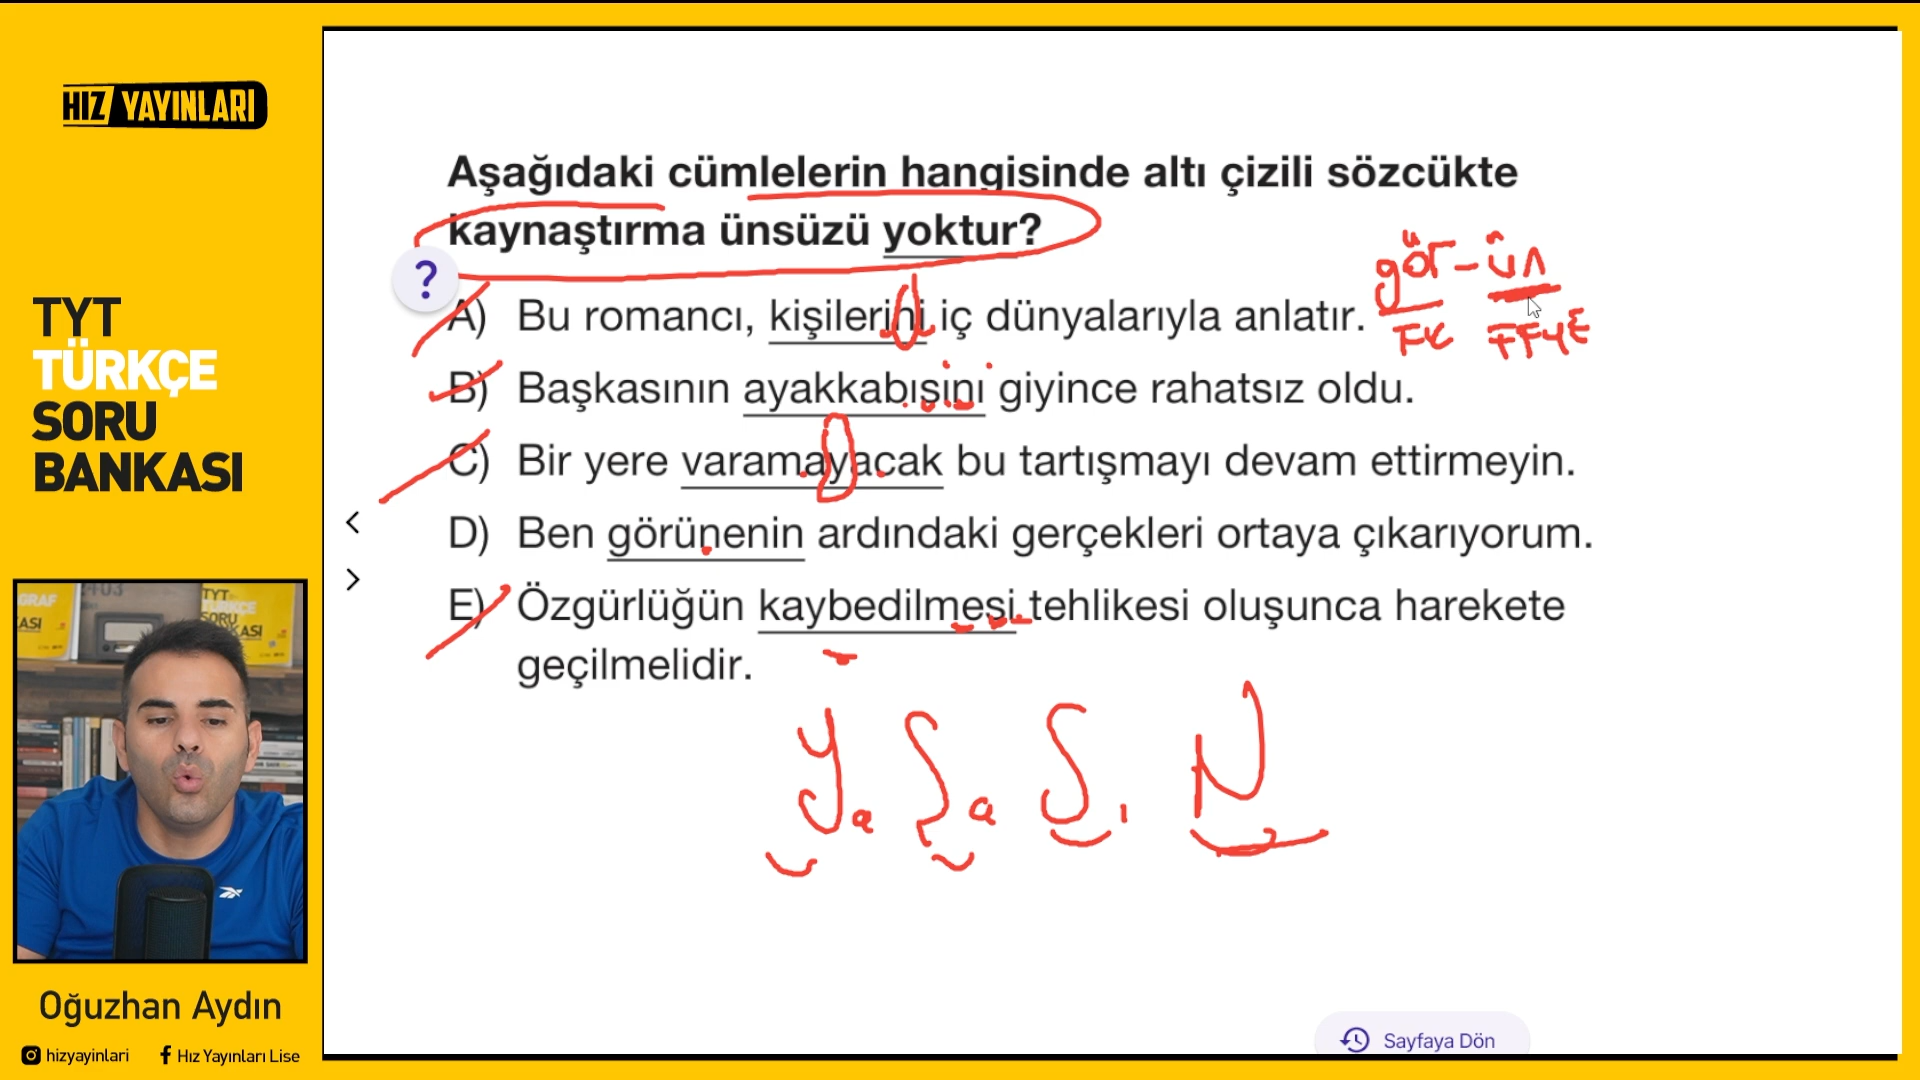 HIZ YAYINLARI
TYT
TÜRKÇE
SORU
BANKASI
Oğuzhan Aydın
hizyayinlari
Hız Yayınları Lise
Aşağıdaki cümlelerin hangisinde altı çizili sözcükte
kaynaştırma ünsüzü yoktur?
?
A) Bu romancı, kişilerini iç dünyalarıyla anlatır.
gör-ün
FK FFYE
B) Başkasının ayakkabısını giyince rahatsız oldu.
C) Bir yere varamayacak bu tartışmayı devam ettirmeyin.
D) Ben görünenin ardındaki gerçekleri ortaya çıkarıyorum.
E) Özgürlüğün kaybedilmesi tehlikesi oluşunca harekete
geçilmelidir.
Y a Ş a S ı N
Sayfaya Dön